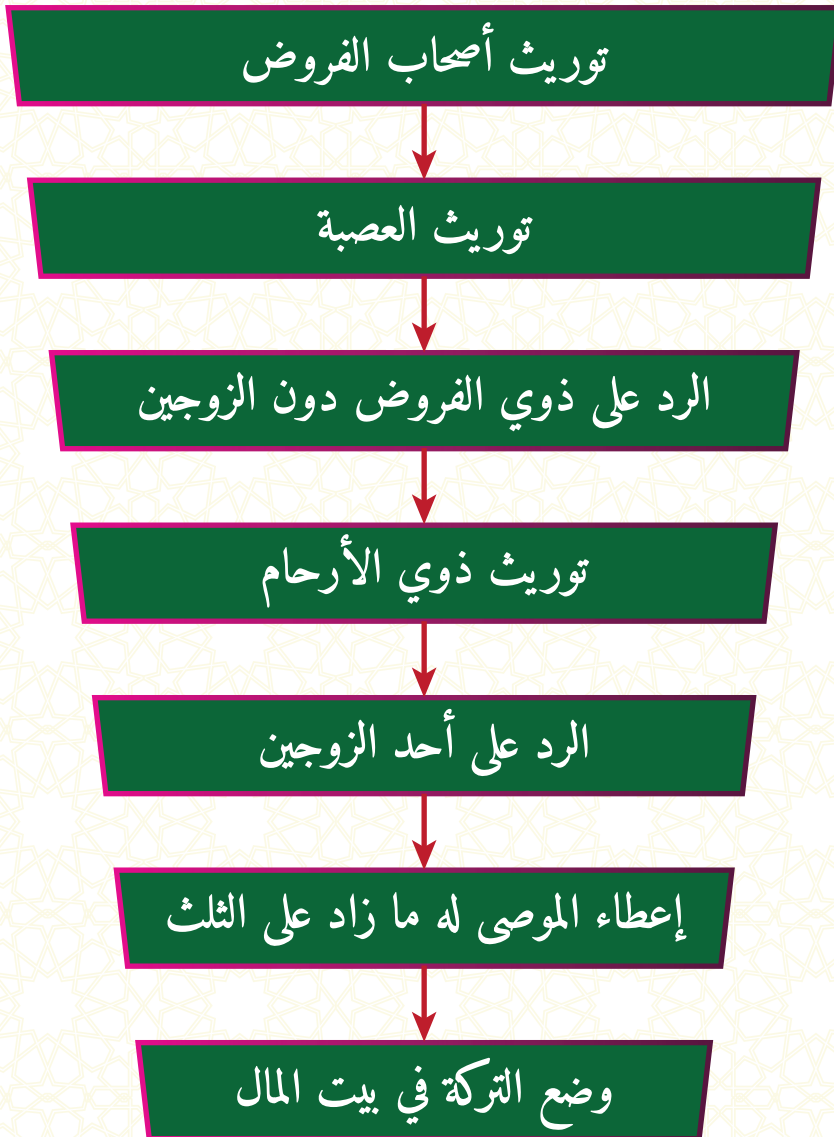 توريث أصحاب الفروض
توريث العصبة
الرد على ذوي الفروض دون الزوجين
توريث ذوي الأرحام
الرد على أحد الزوجين
إعطاء الموصى له ما زاد على الثلث
وضع التركة في بيت المال